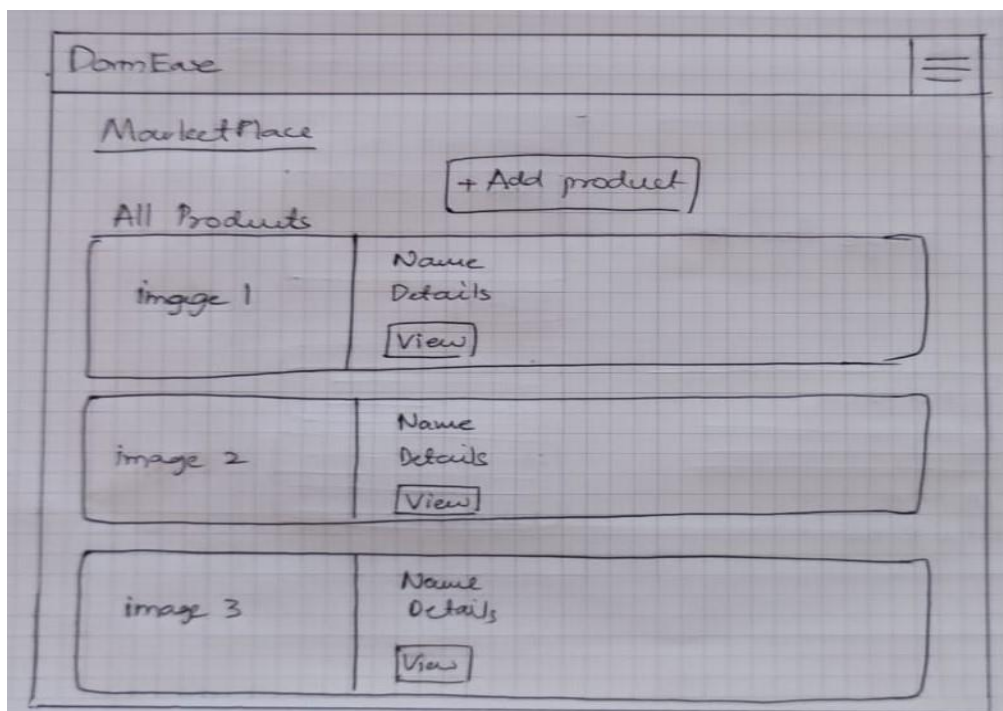 DormEase
MarketPlace
+ Add product
All Products
image 1
Name
Details
View
image 2
Name
Details
View
image 3
Name
Details
View